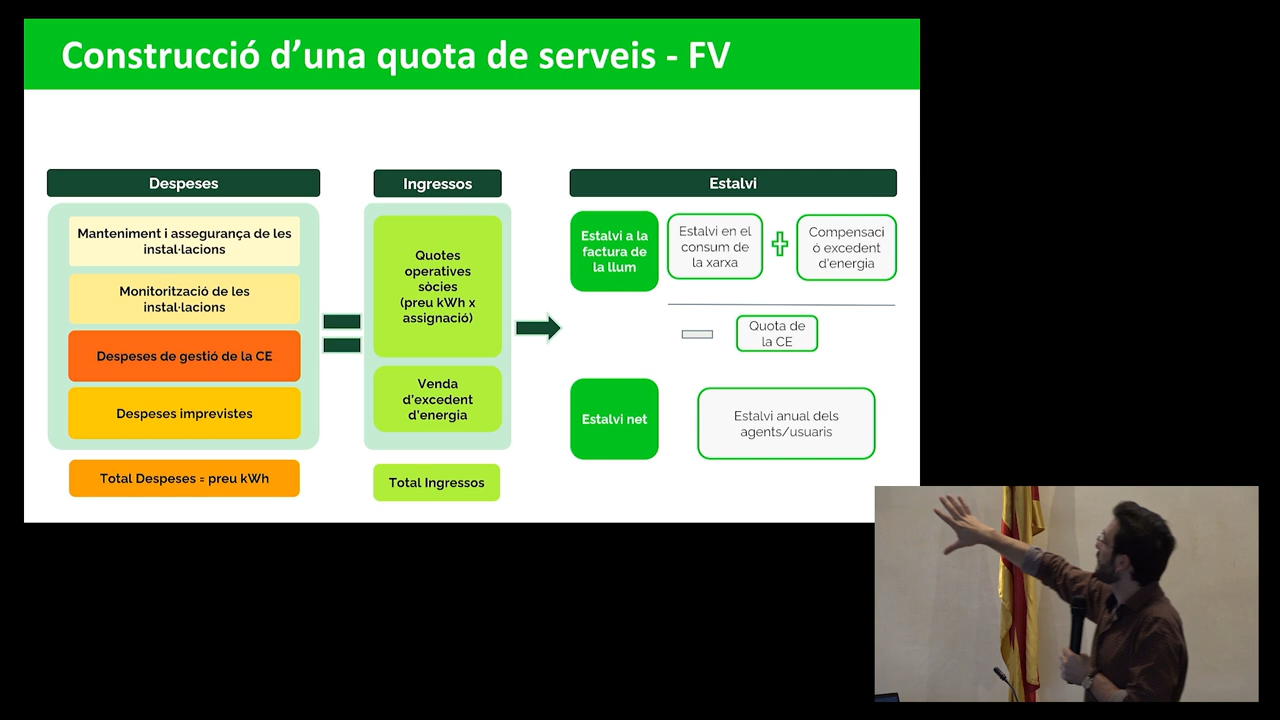 Construcció d'una quota de serveis - FV
Despeses
Manteniment i assegurança de les
instal·lacions
Monitorització de les
instal·lacions
Despeses de gestió de la CE
Despeses imprevistes
Total Despeses = preu kWh
Ingressos
Quotes
operatives
sòcies
(preu kWh x
assignació)
Venda
d'excedent
d'energia
Total Ingressos
Estalvi
Estalvi a la
factura de
la llum
Estalvi en el
consum de
la xarxa
Compensaci
ó excedent
d'energia
Quota de
la CE
Estalvi net
Estalvi anual dels
agents/usuaris